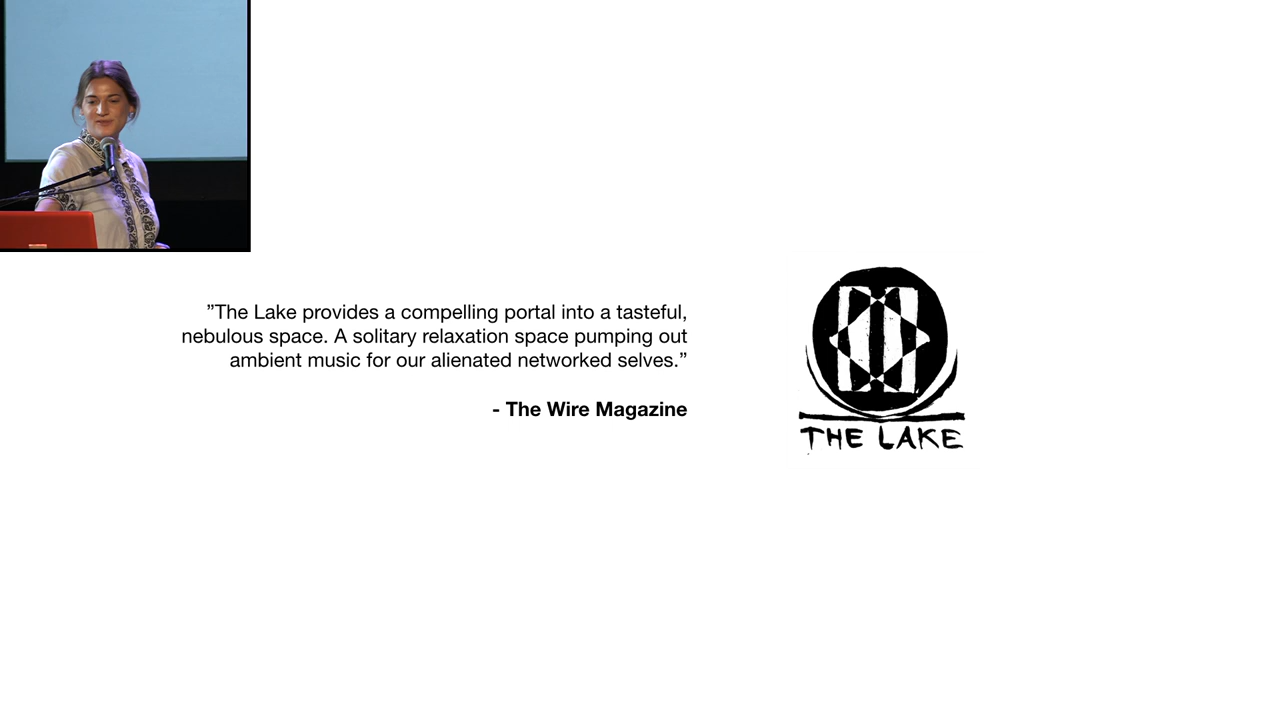 ”The Lake provides a compelling portal into a tasteful,
nebulous space. A solitary relaxation space pumping out
ambient music for our alienated networked selves.”
- The Wire Magazine
THE LAKE